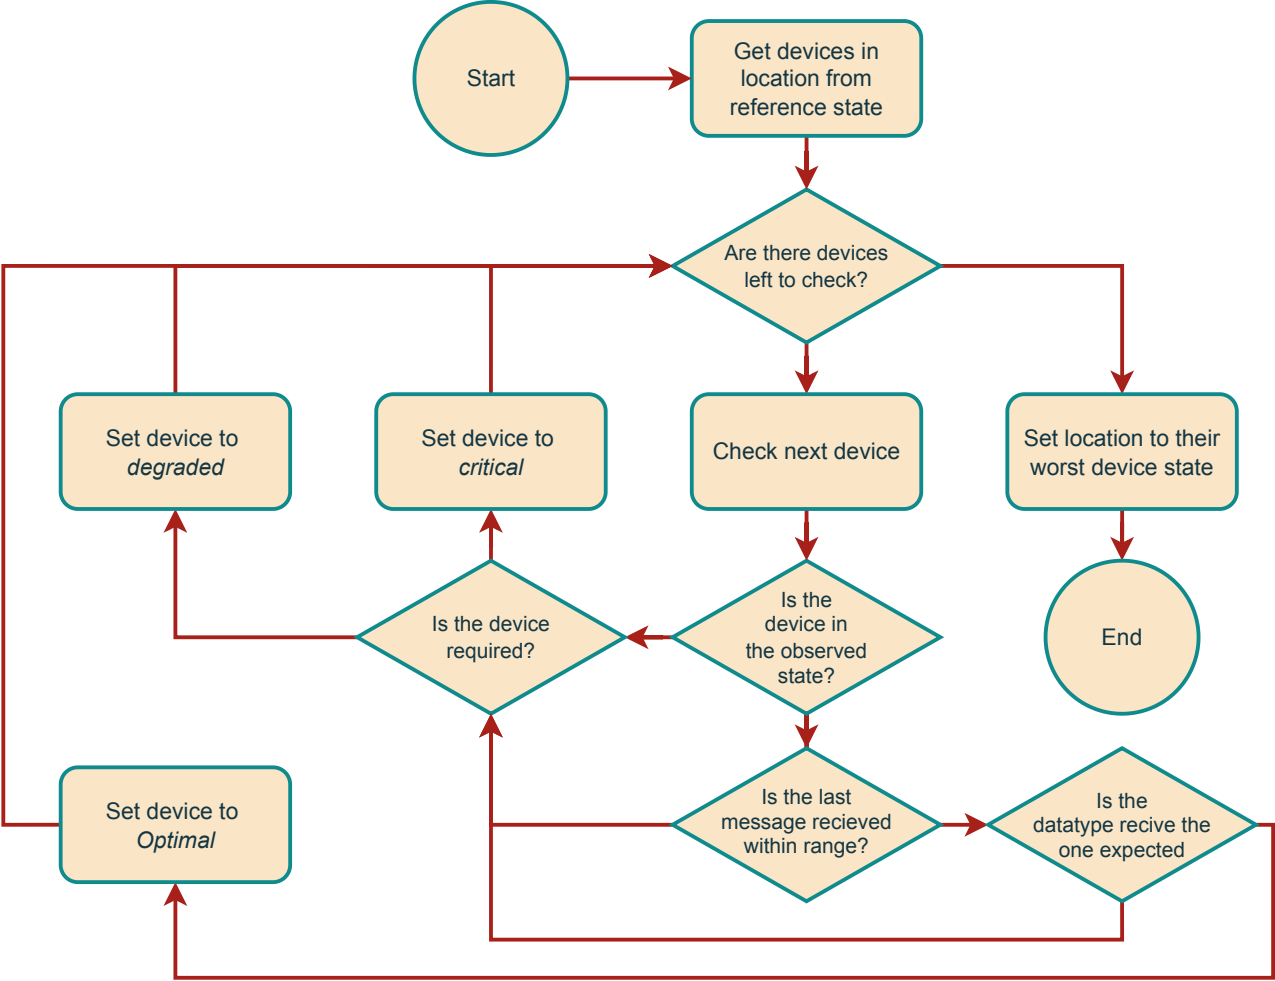 Start
Get devices in
location from
reference state
Are there devices
left to check?
Set device to
degraded
Set device to
critical
Check next device
Set location to their
worst device state
Is the device
required?
Is the
device in
the observed
state?
End
Set device to
Optimal
Is the last
message recieved
within range?
Is the
datatype recive the
one expected